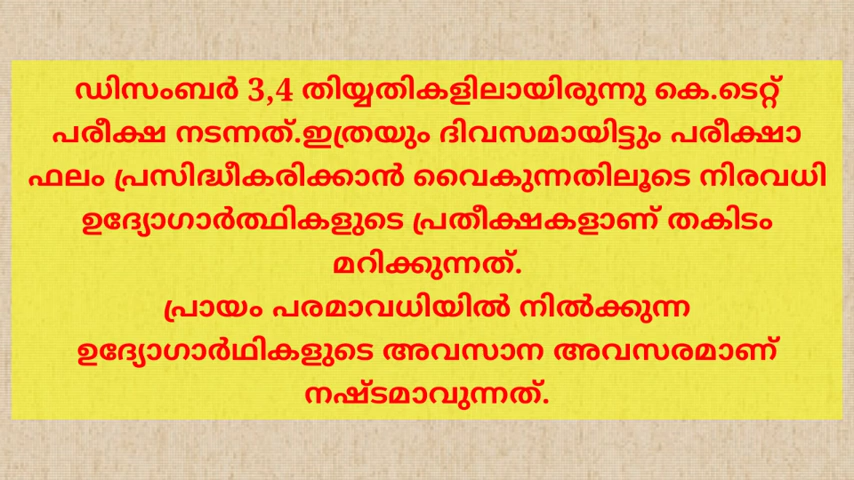 ഡിസംബർ 3,4 തിയ്യതികളിലായിരുന്നു കെ.ടെറ്റ്
പരീക്ഷ നടന്നത്.ഇത്രയും ദിവസമായിട്ടും പരീക്ഷാ
ഫലം പ്രസിദ്ധീകരിക്കാൻ വൈകുന്നതിലൂടെ നിരവധി
ഉദ്യോഗാർത്ഥികളുടെ പ്രതീക്ഷകളാണ് തകിടം
മറിക്കുന്നത്.
പ്രായം പരമാവധിയിൽ നിൽക്കുന്ന
ഉദ്യോഗാർഥികളുടെ അവസാന അവസരമാണ്
നഷ്ടമാവുന്നത്.